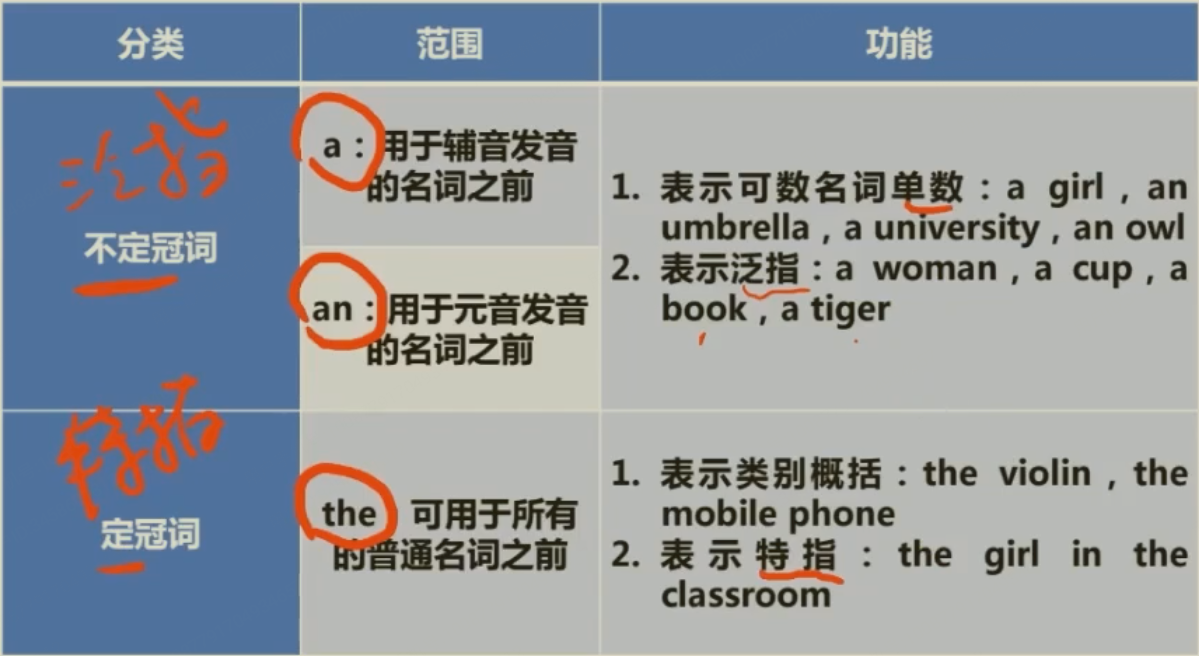 分类
范围
功能
泛指
不定冠词
a：用于辅音发音
的名词之前
an：用于元音发音
的名词之前
1. 表示可数名词单数：a girl，an
umbrella，a university，an owl
2. 表示泛指：a woman，a cup，a
book，a tiger
特指
定冠词
the 可用于所有
的普通名词之前
1. 表示类别概括：the violin，the
mobile phone
2. 表示特指：the girl in the
classroom